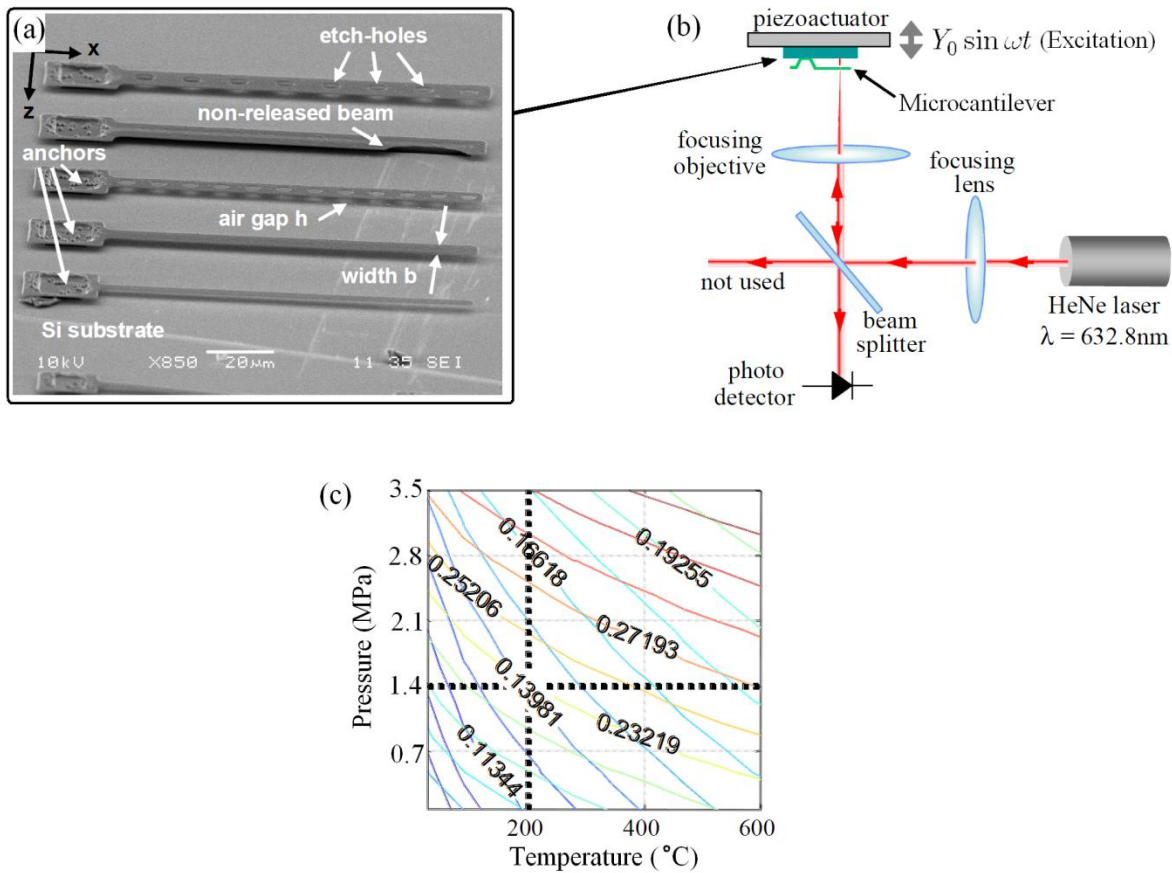 (a)
x
z
etch-holes
non-released beam
anchors
air gap h
width b
Si substrate
10kV X850 20μm 11 35 SEI
(b)
piezoactuator
Y₀ sin ωt (Excitation)
Microcantilever
focusing
objective
focusing
lens
not used
beam
splitter
HeNe laser
λ = 632.8nm
photo
detector
(c)
Pressure (MPa)
3.5
2.8
2.1
1.4
0.7
0.16618
0.19255
0.25206
0.27193
0.13981
0.23219
0.11344
200 400 600
Temperature (°C)